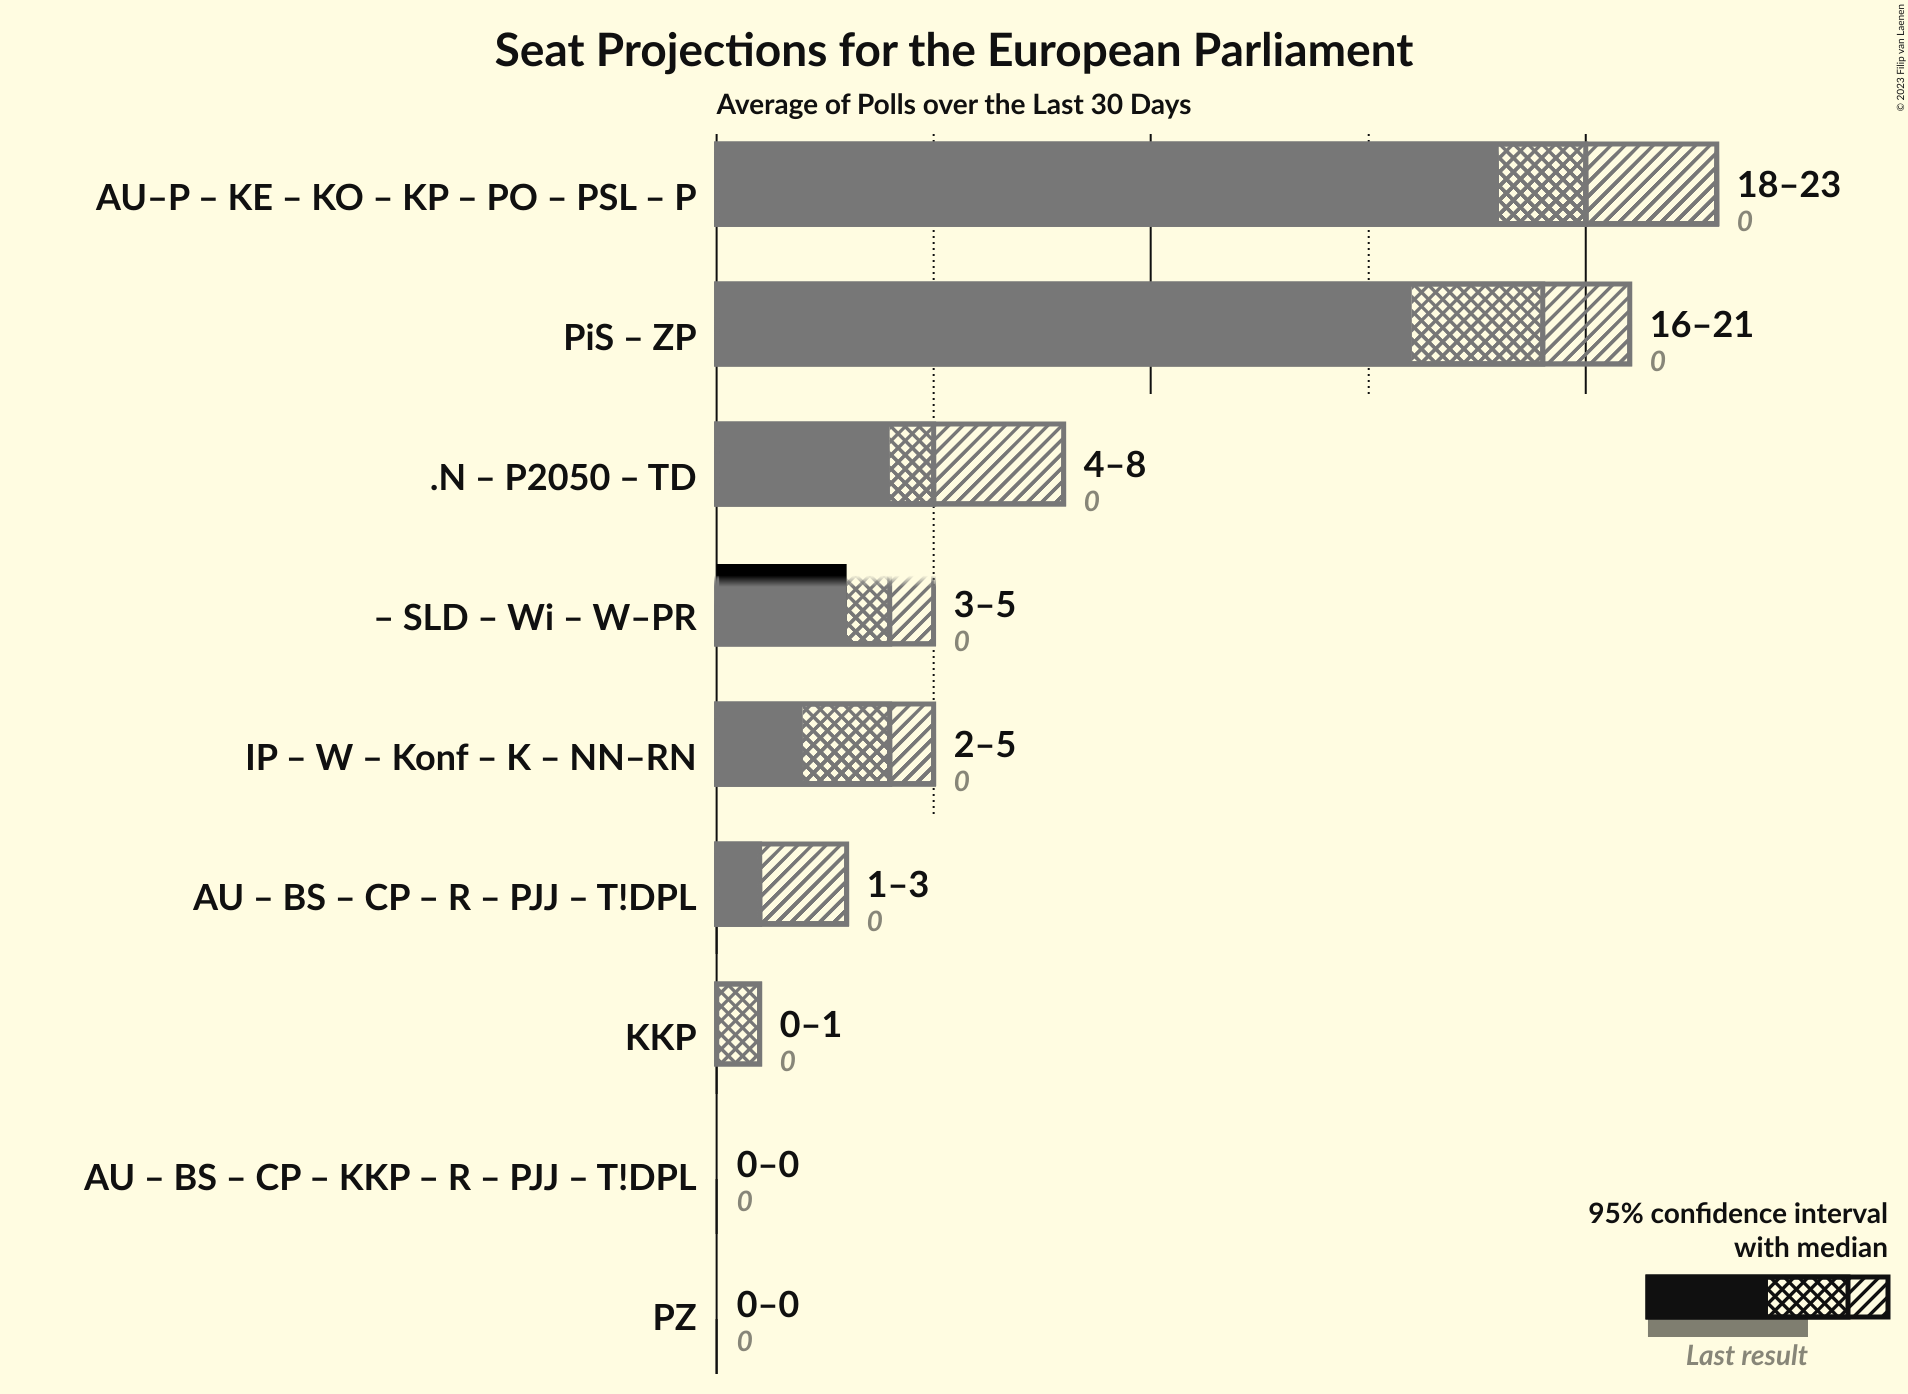 Seat Projections for the European Parliament
Average of Polls over the Last 30 Days
© 2023 Filip van Laenen
AU–P – KE – KO – KP – PO – PSL – P
18–23
0
PiS – ZP
16–21
0
.N – P2050 – TD
4–8
0
– SLD – Wi – W–PR
3–5
0
IP – W – Konf – K – NN–RN
2–5
0
AU – BS – CP – R – PJJ – T!DPL
1–3
0
KKP
0–1
0
AU – BS – CP – KKP – R – PJJ – T!DPL
0–0
0
PZ
0–0
0
95% confidence interval
with median
Last result